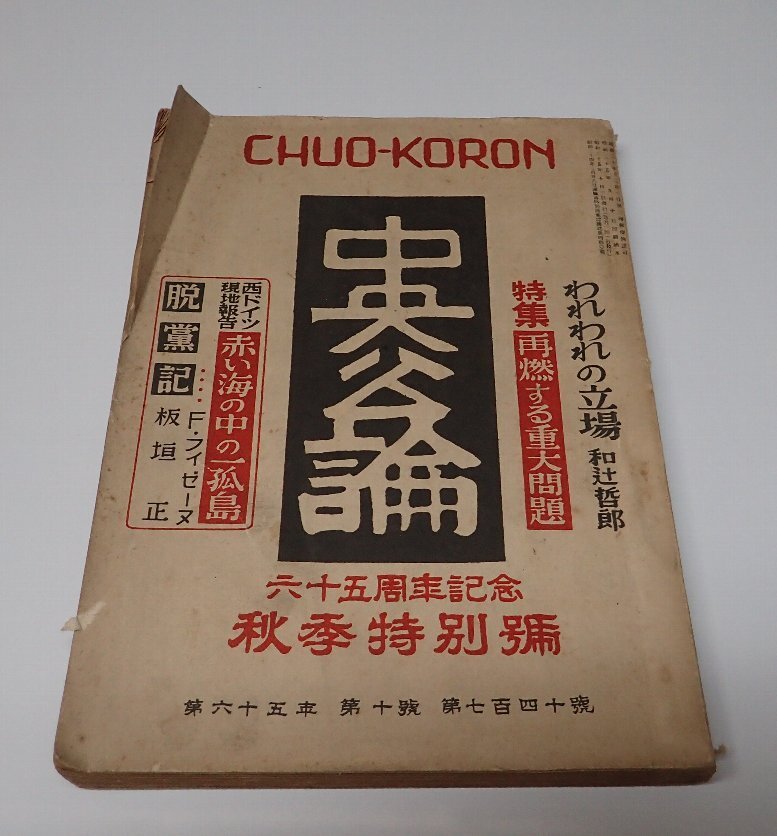 CHUO-KORON
中央公論
われわれの立場 和辻哲郎
特集 再燃する重大問題
西ドイツ現地報告 赤い海の中の一孤島
‥‥F・フィゼーヌ
脱黨記
板垣 正
六十五周年記念
秋季特別號
第六十五年 第十號 第七百四十號